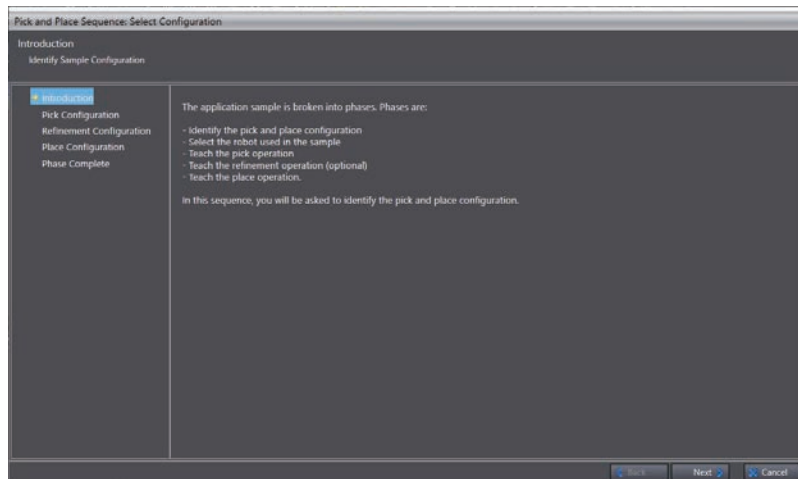 Pick and Place Sequence: Select Configuration
Introduction
Identify Sample Configuration
Introduction
Pick Configuration
Refinement Configuration
Place Configuration
Phase Complete
The application sample is broken into phases. Phases are:
- Identify the pick and place configuration
- Select the robot used in the sample
- Teach the pick operation
- Teach the refinement operation (optional)
- Teach the place operation.
In this sequence, you will be asked to identify the pick and place configuration.
Back
Next
Cancel